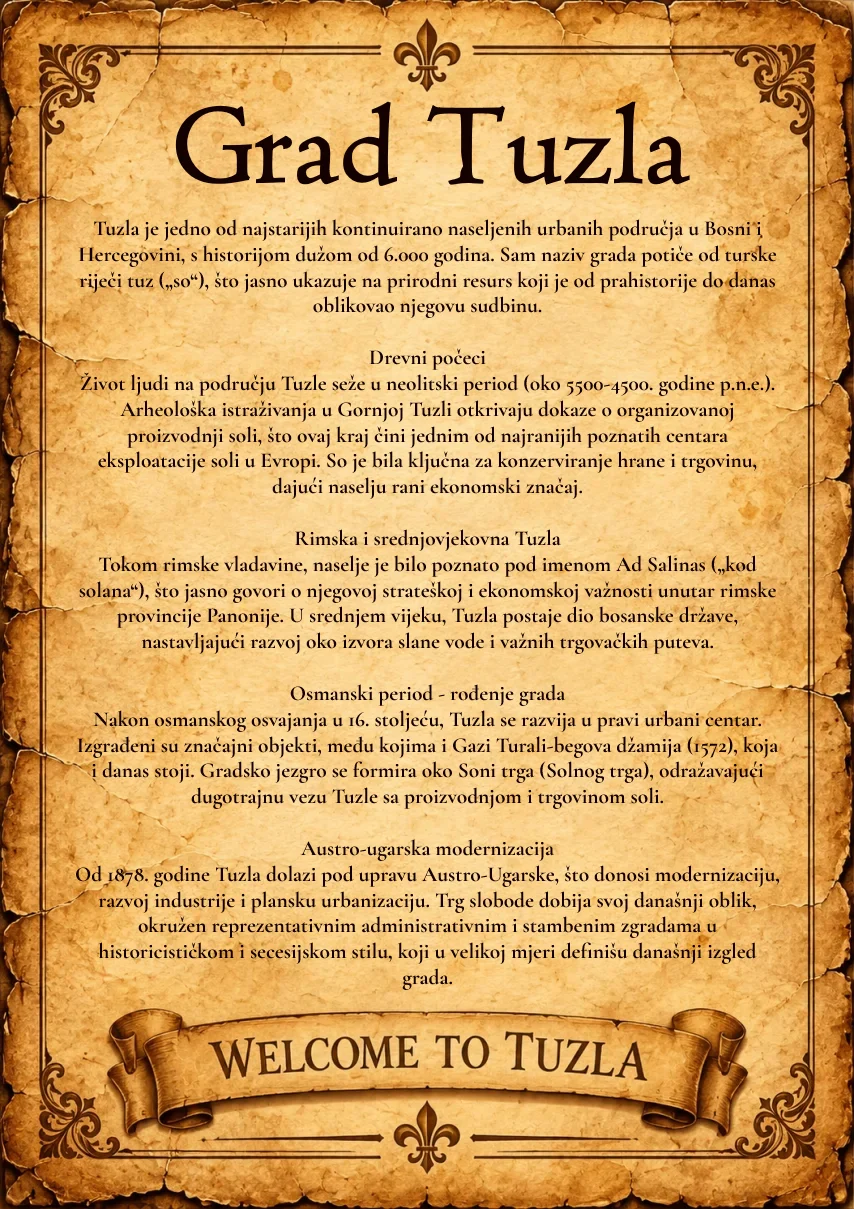 Grad Tuzla
Tuzla je jedno od najstarijih kontinuirano naseljenih urbanih područja u Bosni i
Hercegovini, s historijom dužom od 6.000 godina. Sam naziv grada potiče od turske
riječi tuz („so“), što jasno ukazuje na prirodni resurs koji je od prahistorije do danas
oblikovao njegovu sudbinu.
Drevni počeci
Život ljudi na području Tuzle seže u neolitski period (oko 5500-4500. godine p.n.e.).
Arheološka istraživanja u Gornjoj Tuzli otkrivaju dokaze o organizovanoj
proizvodnji soli, što ovaj kraj čini jednim od najranijih poznatih centara
eksploatacije soli u Evropi. So je bila ključna za konzerviranje hrane i trgovinu,
dajući naselju rani ekonomski značaj.
Rimska i srednjovjekovna Tuzla
Tokom rimske vladavine, naselje je bilo poznato pod imenom Ad Salinas („kod
solana“), što jasno govori o njegovoj strateškoj i ekonomskoj važnosti unutar rimske
provincije Panonije. U srednjem vijeku, Tuzla postaje dio bosanske države,
nastavljajući razvoj oko izvora slane vode i važnih trgovačkih puteva.
Osmanski period - rođenje grada
Nakon osmanskog osvajanja u 16. stoljeću, Tuzla se razvija u pravi urbani centar.
Izgrađeni su značajni objekti, među kojima i Gazi Turali-begova džamija (1572), koja
i danas stoji. Gradsko jezgro se formira oko Soni trga (Solnog trga), odražavajući
dugotrajnu vezu Tuzle sa proizvodnjom i trgovinom soli.
Austro-ugarska modernizacija
Od 1878. godine Tuzla dolazi pod upravu Austro-Ugarske, što donosi modernizaciju,
razvoj industrije i plansku urbanizaciju. Trg slobode dobija svoj današnji oblik,
okružen reprezentativnim administrativnim i stambenim zgradama u
historicističkom i secesijskom stilu, koji u velikoj mjeri definišu današnji izgled
grada.
WELCOME TO TUZLA